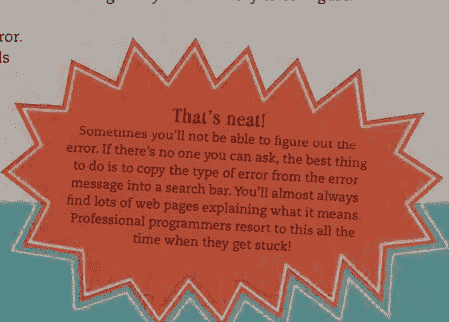 ror.
ls
That's neat!
Sometimes you'll not be able to figure out the
error. If there's no one you can ask, the best thing
to do is to copy the type of error from the error
message into a search bar. You'll almost always
find lots of web pages explaining what it means.
Professional programmers resort to this all the
time when they get stuck!